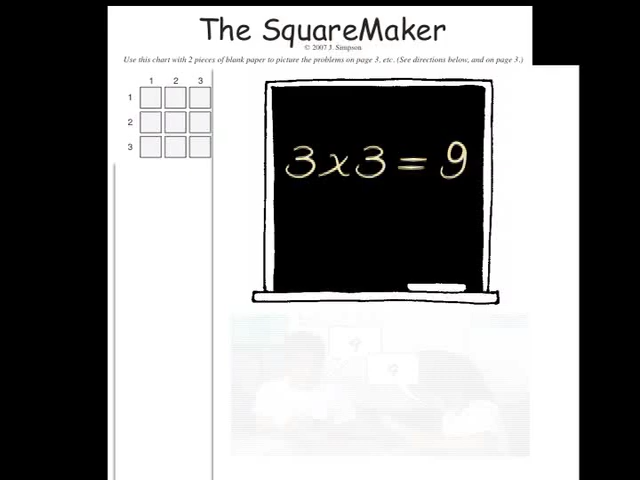 The SquareMaker
© 2007 J. Simpson
Use this chart with 2 pieces of blank paper to picture the problems on page 3, etc. (See directions below, and on page 3.)
1 2 3
1
2
3
3x3=9